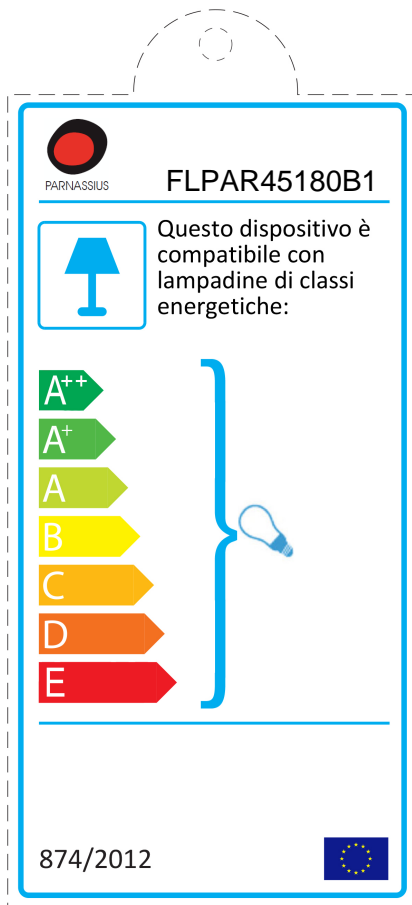 PARNASSIUS
FLPAR45180B1
Questo dispositivo è
compatibile con
lampadine di classi
energetiche:
A++
A+
A
B
C
D
E
874/2012